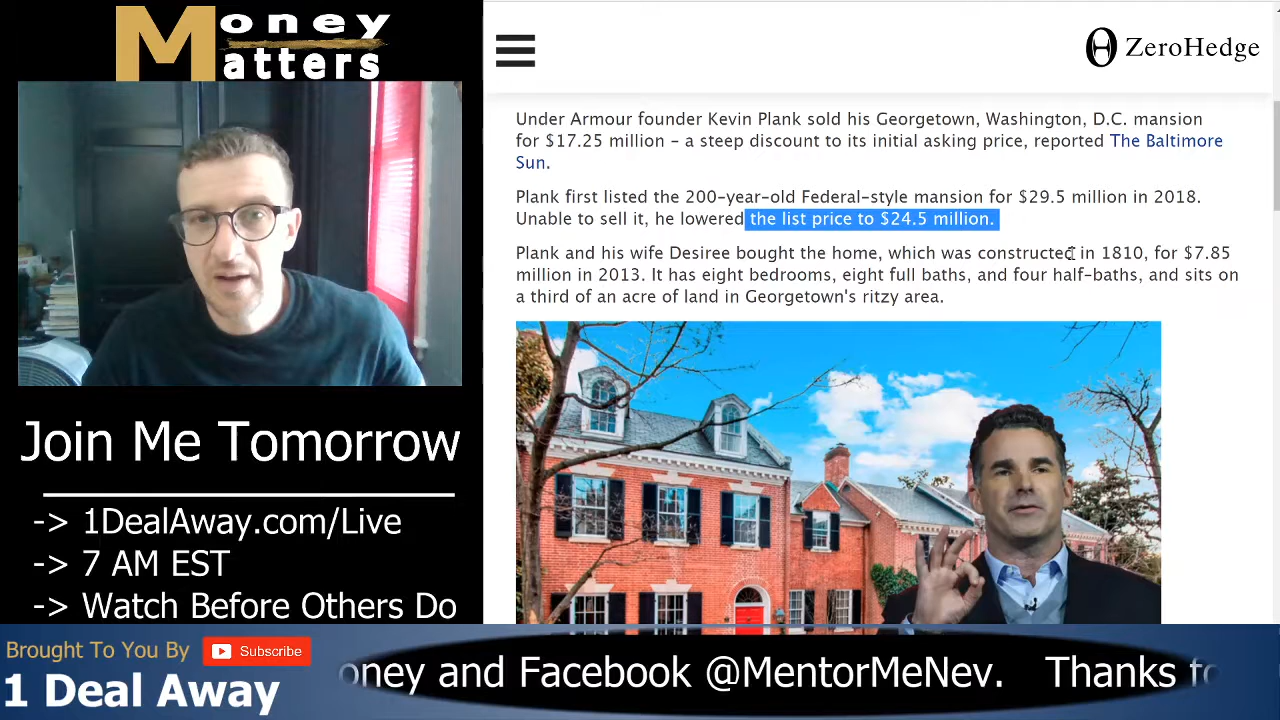 Money
Matters
ZeroHedge
Under Armour founder Kevin Plank sold his Georgetown, Washington, D.C. mansion
for $17.25 million – a steep discount to its initial asking price, reported The Baltimore
Sun.
Plank first listed the 200-year-old Federal-style mansion for $29.5 million in 2018.
Unable to sell it, he lowered the list price to $24.5 million.
Plank and his wife Desiree bought the home, which was constructed in 1810, for $7.85
million in 2013. It has eight bedrooms, eight full baths, and four half-baths, and sits on
a third of an acre of land in Georgetown's ritzy area.
Join Me Tomorrow
-> 1DealAway.com/Live
-> 7 AM EST
-> Watch Before Others Do
Brought To You By
Subscribe
1 Deal Away
oney and Facebook @MentorMeNev. Thanks